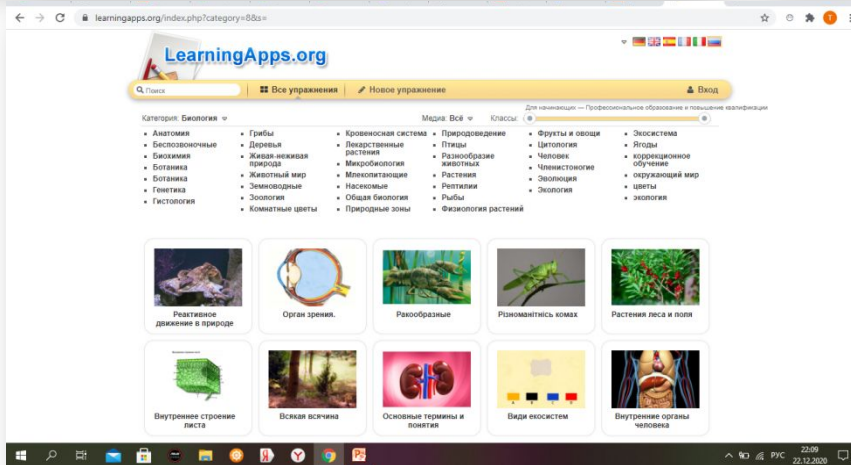 learningapps.org/index.php?category=8&s=
LearningApps.org
Поиск
Все упражнения
Новое упражнение
Вход
Для начинающих — Профессиональное образование и повышение квалификации
Категория: Биология
Медиа: Всё
Классы:
Анатомия
Беспозвоночные
Биохимия
Ботаника
Ботаника
Генетика
Гистология
Грибы
Деревья
Живая-неживая
природа
Животный мир
Земноводные
Зоология
Комнатные цветы
Кровеносная система
Лекарственные
растения
Микробиология
Млекопитающие
Насекомые
Общая биология
Природные зоны
Природоведение
Птицы
Разнообразие
животных
Растения
Рептилии
Рыбы
Физиология растений
Фрукты и овощи
Цитология
Человек
Членистоногие
Эволюция
Экология
Экосистема
Ягоды
коррекционное
обучение
окружающий мир
цветы
экология
Реактивное
движение в природе
Орган зрения.
Ракообразные
Різноманітнісь комах
Растения леса и поля
Внутреннее строение
листа
Всякая всячина
Основные термины и
понятия
Види екосистем
Внутренние органы
человека
РУС
22:09
22.12.2020